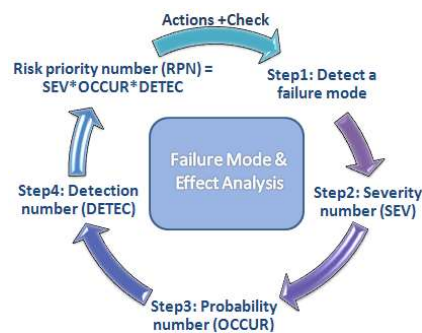 Actions +Check
Step1: Detect a
failure mode
Step2: Severity
number (SEV)
Step3: Probability
number (OCCUR)
Step4: Detection
number (DETEC)
Risk priority number (RPN) =
SEV*OCCUR*DETEC
Failure Mode &
Effect Analysis